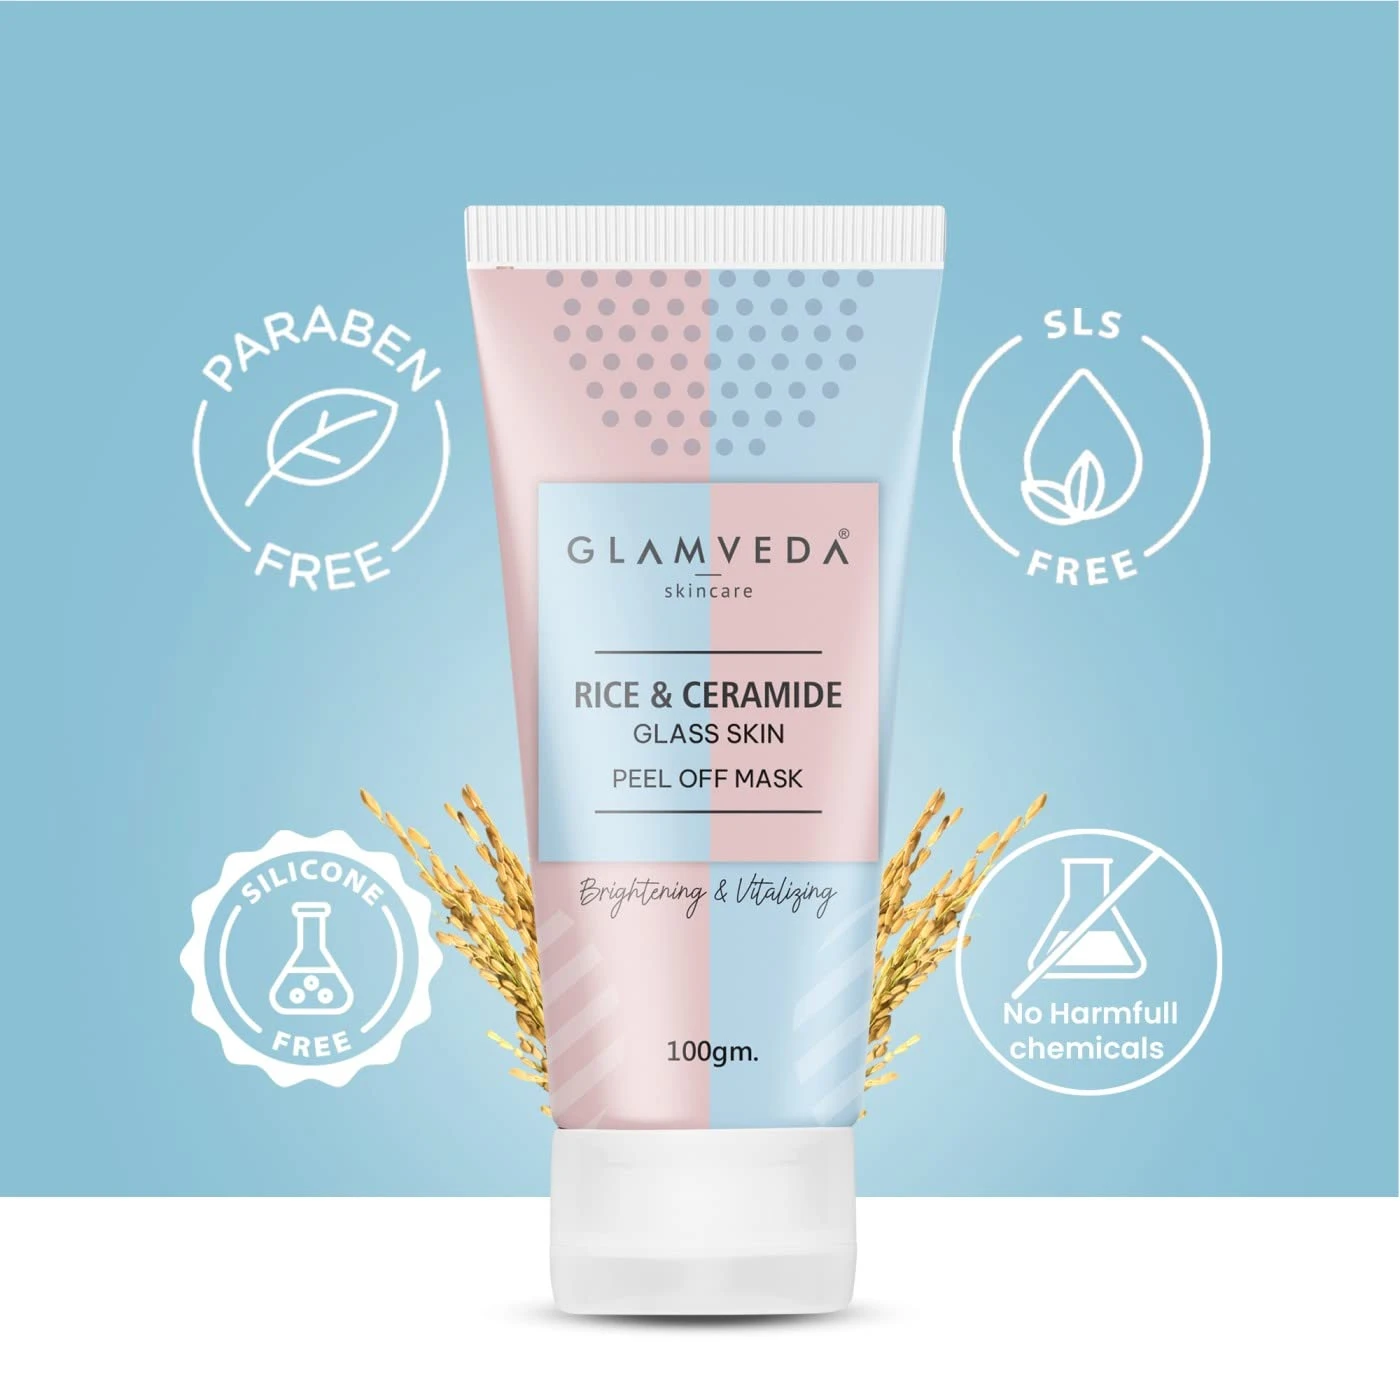 PARABEN
FREE
SLS
FREE
GLAMVEDA®
skincare
RICE & CERAMIDE
GLASS SKIN
PEEL OFF MASK
Brightening & Vitalizing
100gm.
SILICONE
FREE
No Harmfull
chemicals